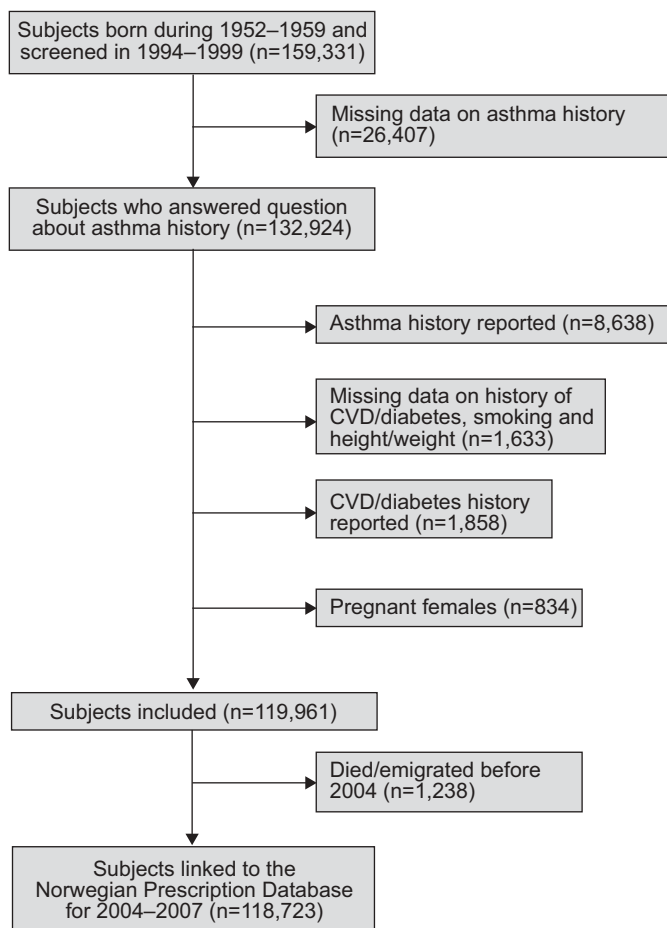 Subjects born during 1952–1959 and
screened in 1994–1999 (n=159,331)
Missing data on asthma history
(n=26,407)
Subjects who answered question
about asthma history (n=132,924)
Asthma history reported (n=8,638)
Missing data on history of
CVD/diabetes, smoking and
height/weight (n=1,633)
CVD/diabetes history
reported (n=1,858)
Pregnant females (n=834)
Subjects included (n=119,961)
Died/emigrated before
2004 (n=1,238)
Subjects linked to the
Norwegian Prescription Database
for 2004–2007 (n=118,723)